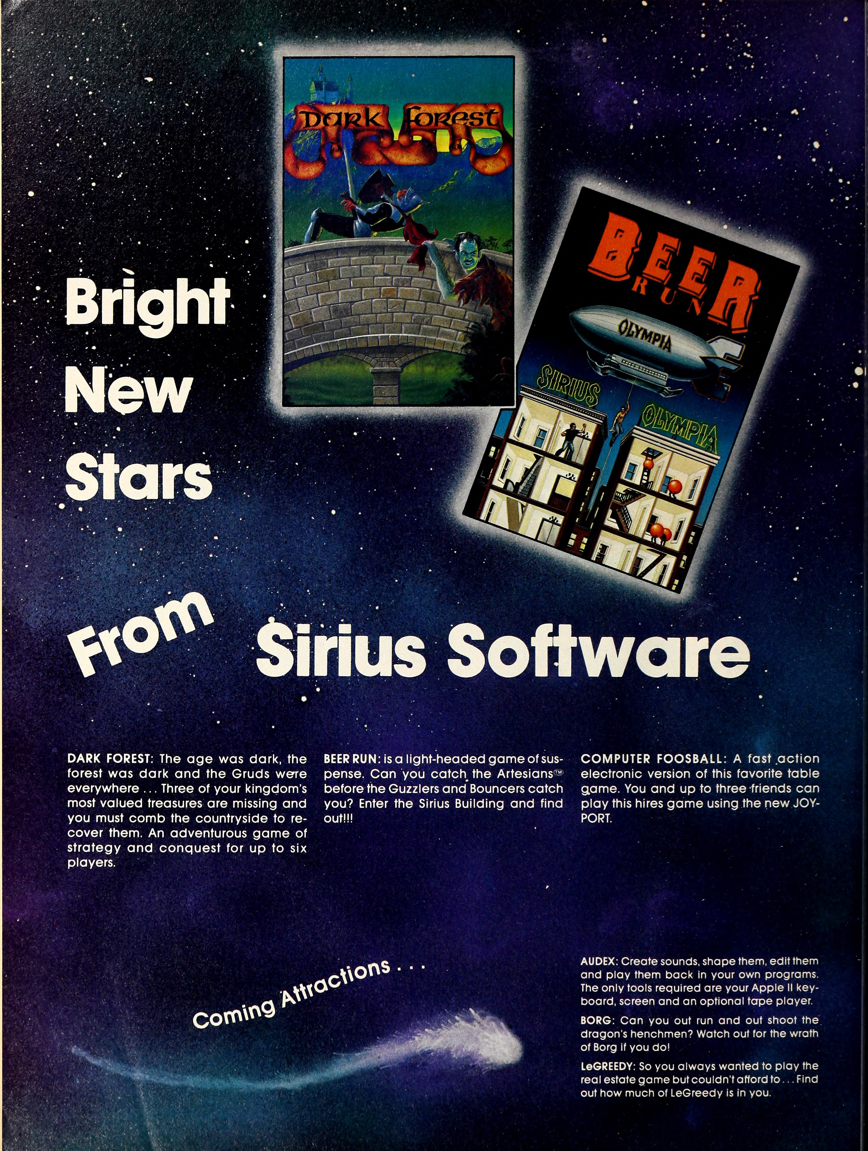 Dark Forest
BEER
RUN
OLYMPIA
SIRIUS
OLYMPIA
Bright
New
Stars
From
Sirius Software
DARK FOREST: The age was dark, the
forest was dark and the Gruds were
everywhere ... Three of your kingdom's
most valued treasures are missing and
you must comb the countryside to re-
cover them. An adventurous game of
strategy and conquest for up to six
players.
BEER RUN: is a light-headed game of sus-
pense. Can you catch the Artesians™
before the Guzzlers and Bouncers catch
you? Enter the Sirius Building and find
out!!!
COMPUTER FOOSBALL: A fast action
electronic version of this favorite table
game. You and up to three friends can
play this hires game using the new JOY-
PORT.
Coming Attractions . . .
AUDEX: Create sounds, shape them, edit them
and play them back in your own programs.
The only tools required are your Apple II key-
board, screen and an optional tape player.
BORG: Can you out run and out shoot the
dragon's henchmen? Watch out for the wrath
of Borg if you do!
LeGREEDY: So you always wanted to play the
real estate game but couldn't afford to ... Find
out how much of LeGreedy is in you.